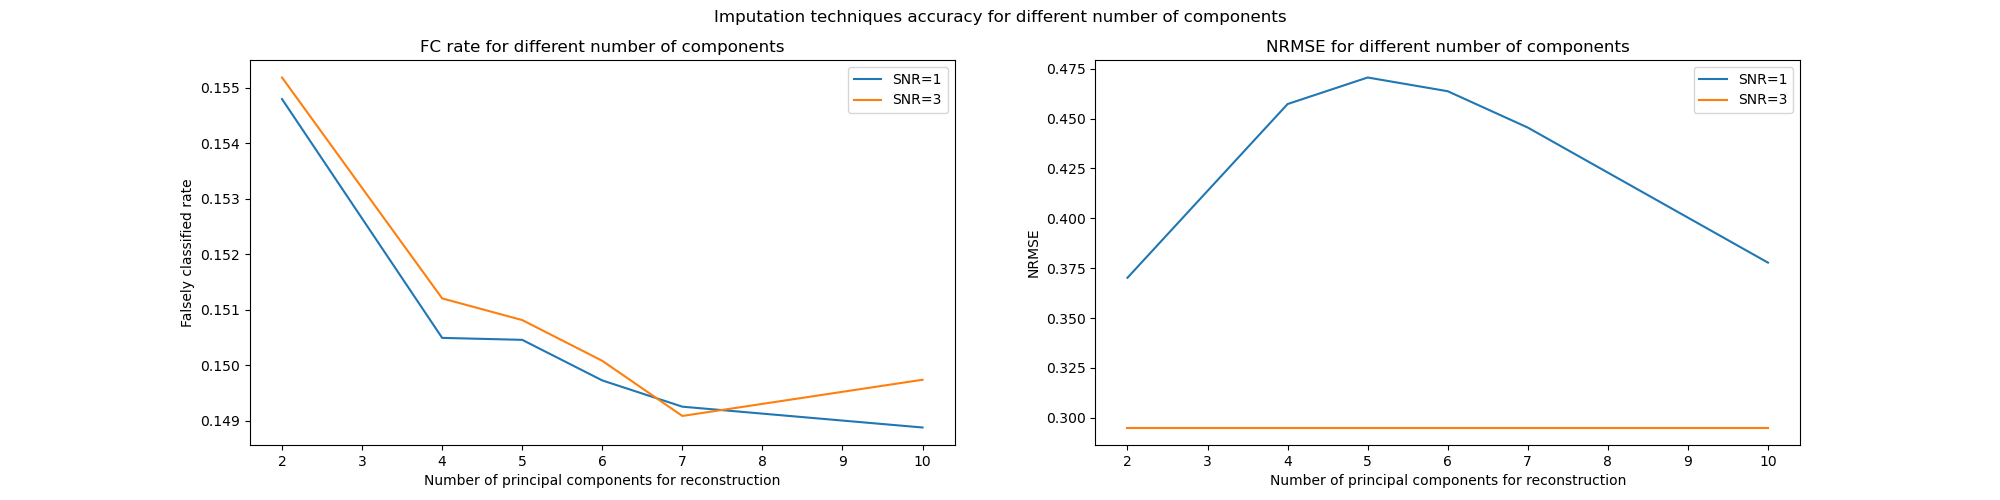 Imputation techniques accuracy for different number of components
FC rate for different number of components
SNR=1
SNR=3
0.155
0.154
0.153
0.152
0.151
0.150
0.149
Falsely classified rate
2 3 4 5 6 7 8 9 10
Number of principal components for reconstruction
NRMSE for different number of components
SNR=1
SNR=3
0.475
0.450
0.425
0.400
0.375
0.350
0.325
0.300
NRMSE
2 3 4 5 6 7 8 9 10
Number of principal components for reconstruction